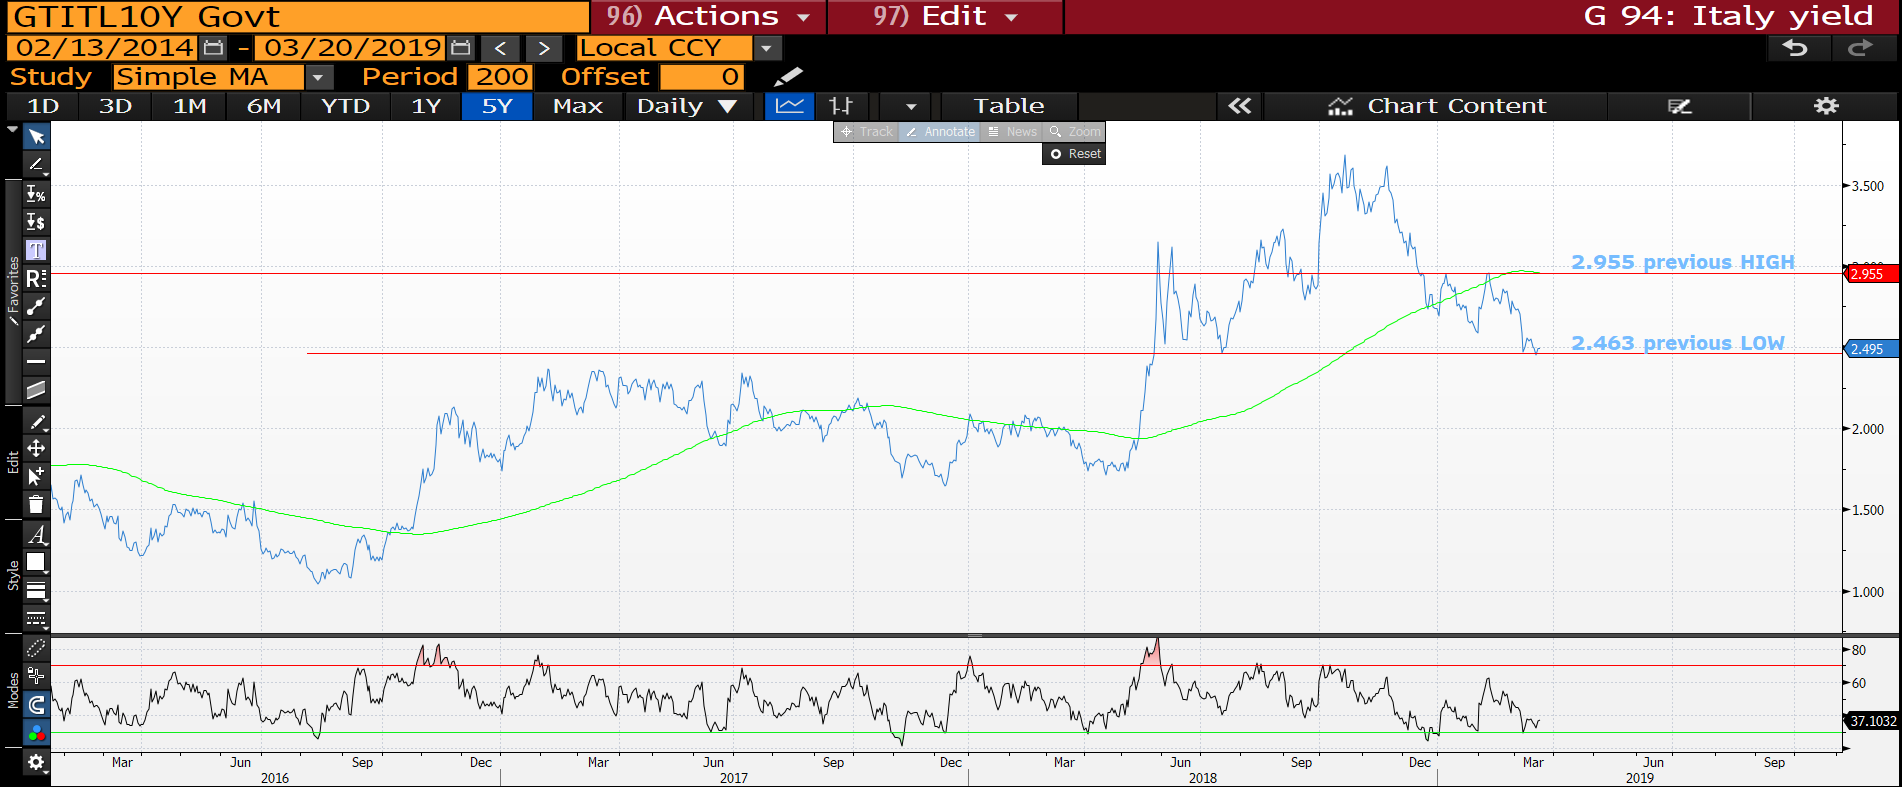 GTITL10Y Govt 96) Actions 97) Edit G 94: Italy yield
02/13/2014 - 03/20/2019 < > Local CCY
Study Simple MA Period 200 Offset 0
1D 3D 1M 6M YTD 1Y 5Y Max Daily Table Chart Content
Track Annotate News Zoom
Reset
3.500
2.955 previous HIGH
2.955
2.463 previous LOW
2.495
2.000
1.500
1.000
80
60
37.1032
Favorites
Edit
Style
Modes
%
$
T
R
A
Mar Jun Sep Dec Mar Jun Sep Dec Mar Jun Sep Dec Mar Jun Sep
2016 2017 2018 2019